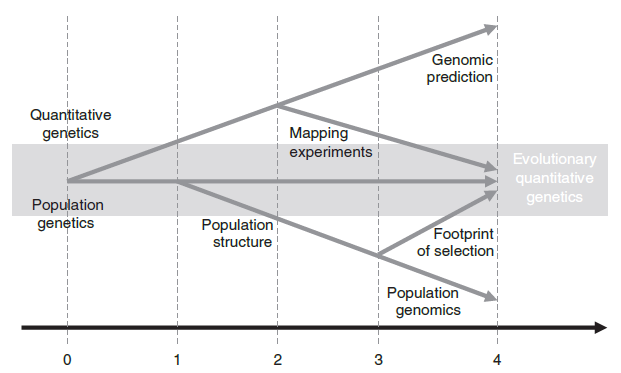 Genomic
prediction
Quantitative
genetics
Mapping
experiments
Evolutionary
quantitative
genetics
Population
genetics
Population
structure
Footprint
of selection
Population
genomics
0 1 2 3 4